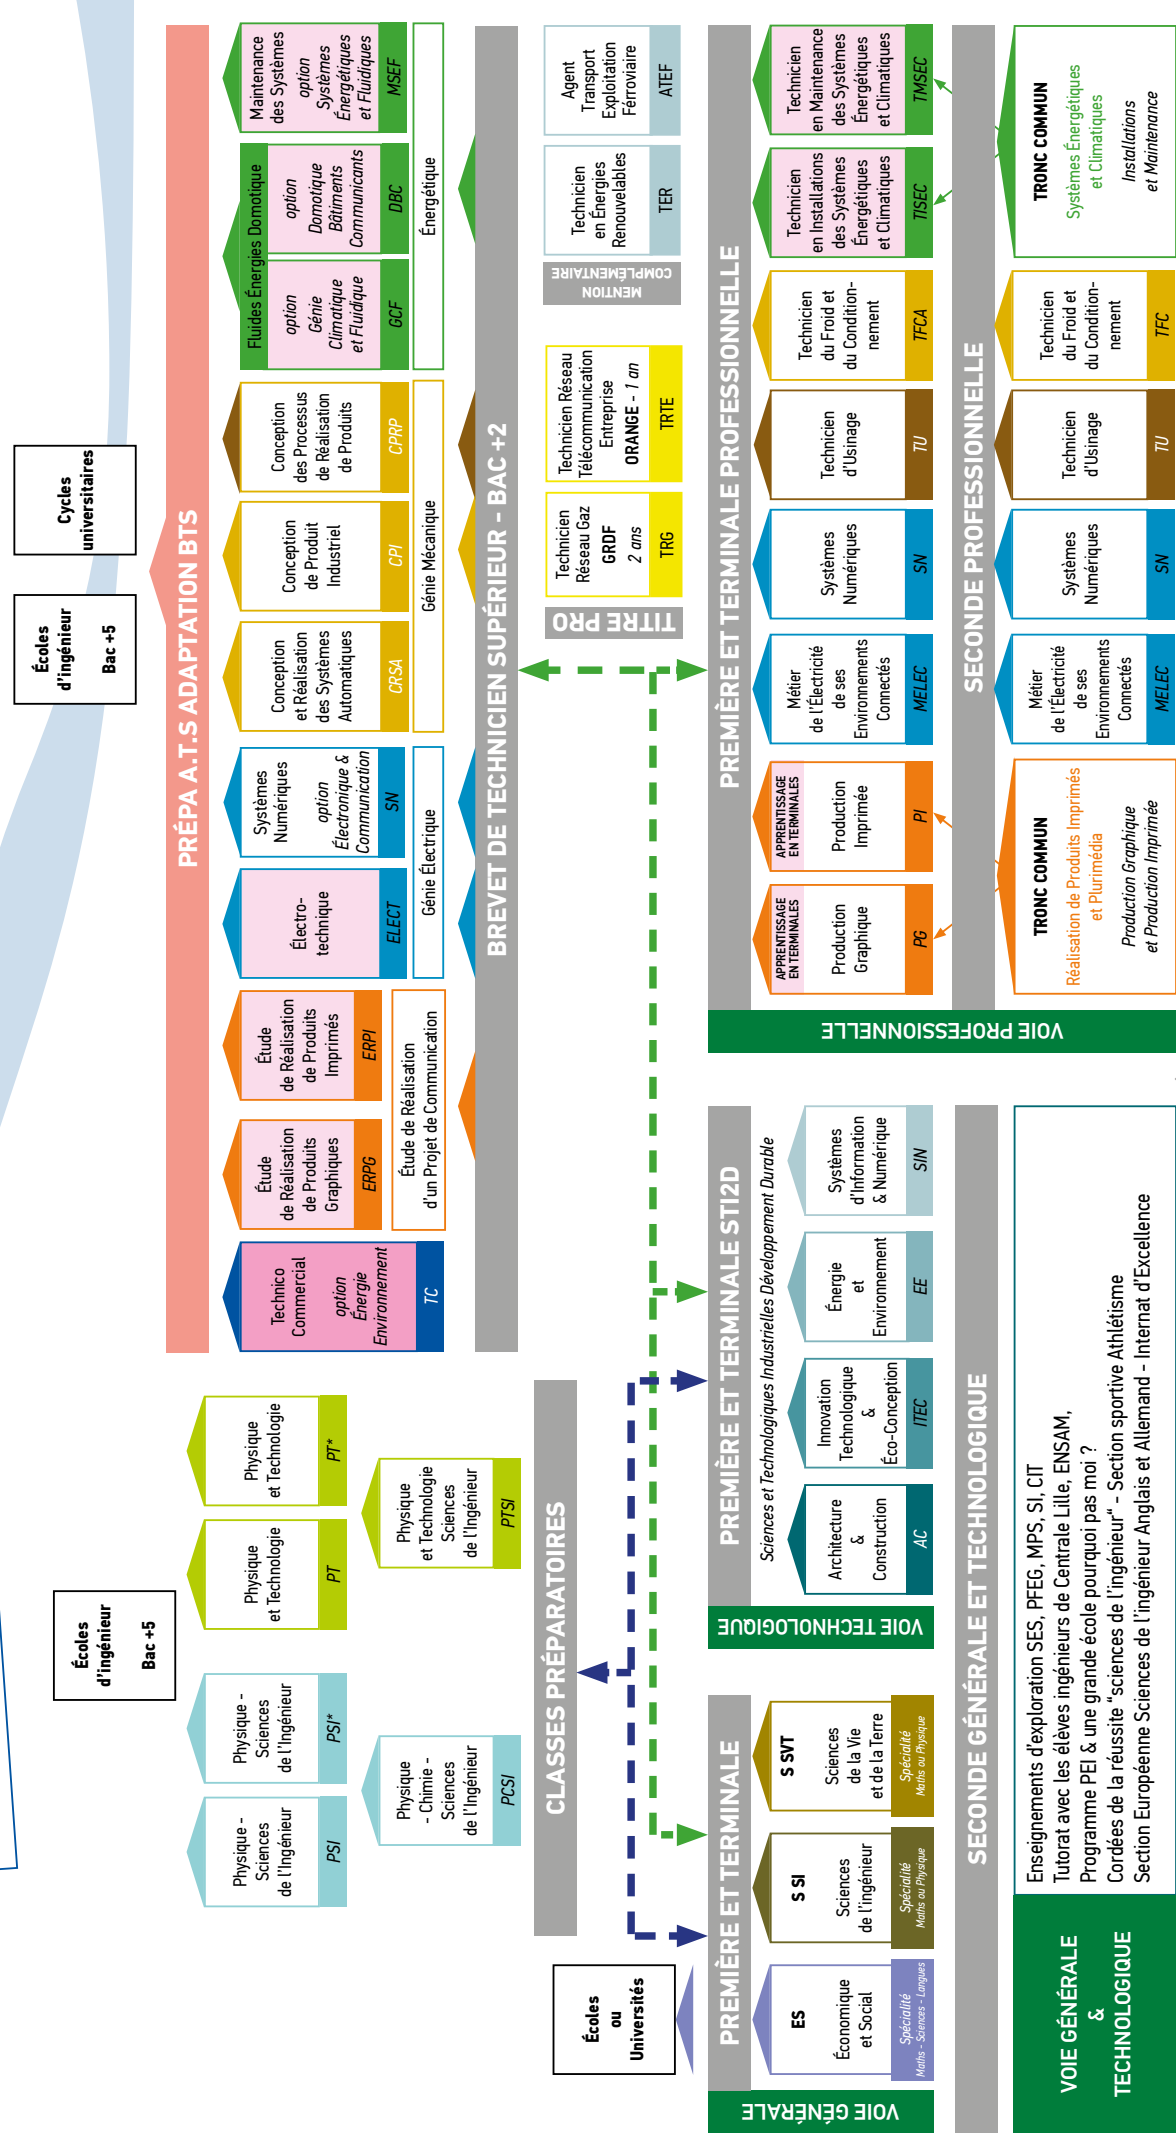 Écoles
d'ingénieur
Bac +5
Écoles
d'ingénieur
Bac +5
Cycles
universitaires
PRÉPA A.T.S ADAPTATION BTS
Physique -
Sciences
de l'Ingénieur
PSI
Physique -
Sciences
de l'Ingénieur
PSI*
Physique
et Technologie
PT
Physique
et Technologie
PT*
Physique
- Chimie -
Sciences
de l'Ingénieur
PCSI
Physique
et Technologie
Sciences
de l'Ingénieur
PTSI
CLASSES PRÉPARATOIRES
Technico
Commercial
option
Énergie
Environnement
TC
Étude
de Réalisation
de Produits
Graphiques
ERPG
Étude
de Réalisation
de Produits
Imprimés
ERPI
Étude de Réalisation
d'un Projet de Communication
Électro-
technique
ELECT
Systèmes
Numériques
option
Électronique &
Communication
SN
Génie Électrique
Conception
et Réalisation
des Systèmes
Automatiques
CRSA
Conception
de Produit
Industriel
CPI
Conception
des Processus
de Réalisation
de Produits
CPRP
Génie Mécanique
Fluides Énergies Domotique
option
Génie
Climatique
et Fluidique
GCF
option
Domotique
Bâtiments
Communicants
DBC
Maintenance
des Systèmes
option
Systèmes
Énergétiques
et Fluidiques
MSEF
Énergétique
BREVET DE TECHNICIEN SUPÉRIEUR - BAC +2
TITRE PRO
Technicien
Réseau Gaz
GRDF
2 ans
TRG
Technicien Réseau
Télécommunication
Entreprise
ORANGE - 1 an
TRTE
MENTION
COMPLÉMENTAIRE
Technicien
en Énergies
Renouvelables
TER
Agent
Transport
Exploitation
Férroviaire
ATEF
Écoles
ou
Universités
VOIE GÉNÉRALE
PREMIÈRE ET TERMINALE
ES
Économique
et Social
Spécialité
Maths - Sciences - Langues
S SI
Sciences
de l'ingénieur
Spécialité
Maths ou Physique
S SVT
Sciences
de la Vie
et de la Terre
Spécialité
Maths ou Physique
VOIE TECHNOLOGIQUE
PREMIÈRE ET TERMINALE STI2D
Sciences et Technologies Industrielles Développement Durable
Architecture
&
Construction
AC
Innovation
Technologique
&
Éco-Conception
ITEC
Énergie
et
Environnement
EE
Systèmes
d'Information
& Numérique
SIN
VOIE PROFESSIONNELLE
PREMIÈRE ET TERMINALE PROFESSIONNELLE
APPRENTISSAGE
EN TERMINALES
Production
Graphique
PG
APPRENTISSAGE
EN TERMINALES
Production
Imprimée
PI
Métier
de l'Électricité
de ses
Environnements
Connectés
MELEC
Systèmes
Numériques
SN
Technicien
d'Usinage
TU
Technicien
du Froid et
du Condition-
nement
TFCA
Technicien
en Installations
des Systèmes
Énergétiques
et Climatiques
TISEC
Technicien
en Maintenance
des Systèmes
Énergétiques
et Climatiques
TMSEC
SECONDE GÉNÉRALE ET TECHNOLOGIQUE
VOIE GÉNÉRALE
&
TECHNOLOGIQUE
Enseignements d'exploration SES, PFEG, MPS, SI, CIT
Tutorat avec les élèves ingénieurs de Centrale Lille, ENSAM,
Programme PEI & une grande école pourquoi pas moi ?
Cordées de la réussite "sciences de l'ingénieur" - Section sportive Athlétisme
Section Européenne Sciences de l'ingénieur Anglais et Allemand - Internat d'Excellence
SECONDE PROFESSIONNELLE
TRONC COMMUN
Réalisation de Produits Imprimés
et Plurimédia
Production Graphique
et Production Imprimée
Métier
de l'Électricité
de ses
Environnements
Connectés
MELEC
Systèmes
Numériques
SN
Technicien
d'Usinage
TU
Technicien
du Froid et
du Condition-
nement
TFC
TRONC COMMUN
Systèmes Énergétiques
et Climatiques
Installations
et Maintenance